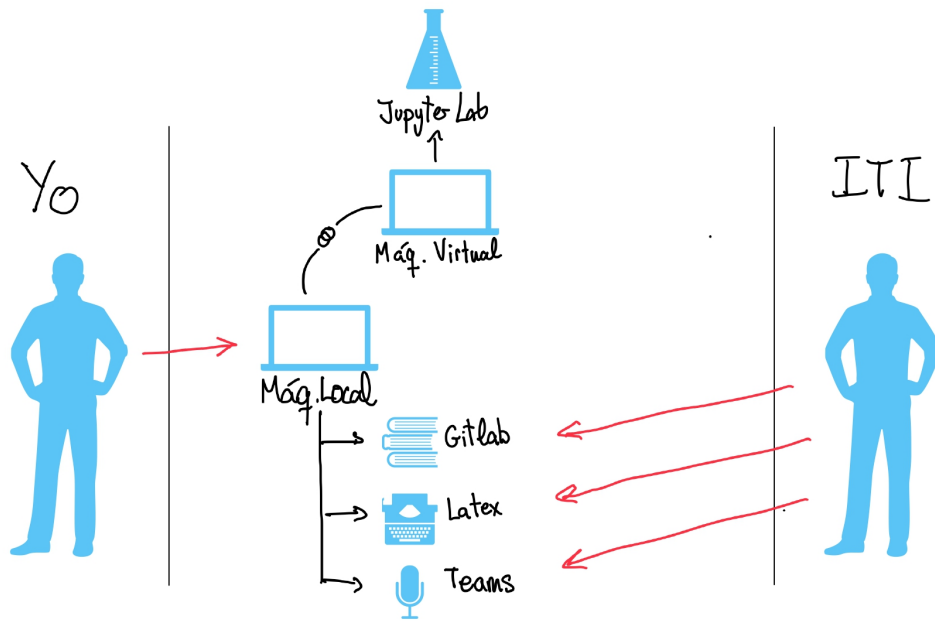 Jupyter Lab
Yo
ITI
Máq. Virtual
Máq. Local
Gitlab
Latex
Teams